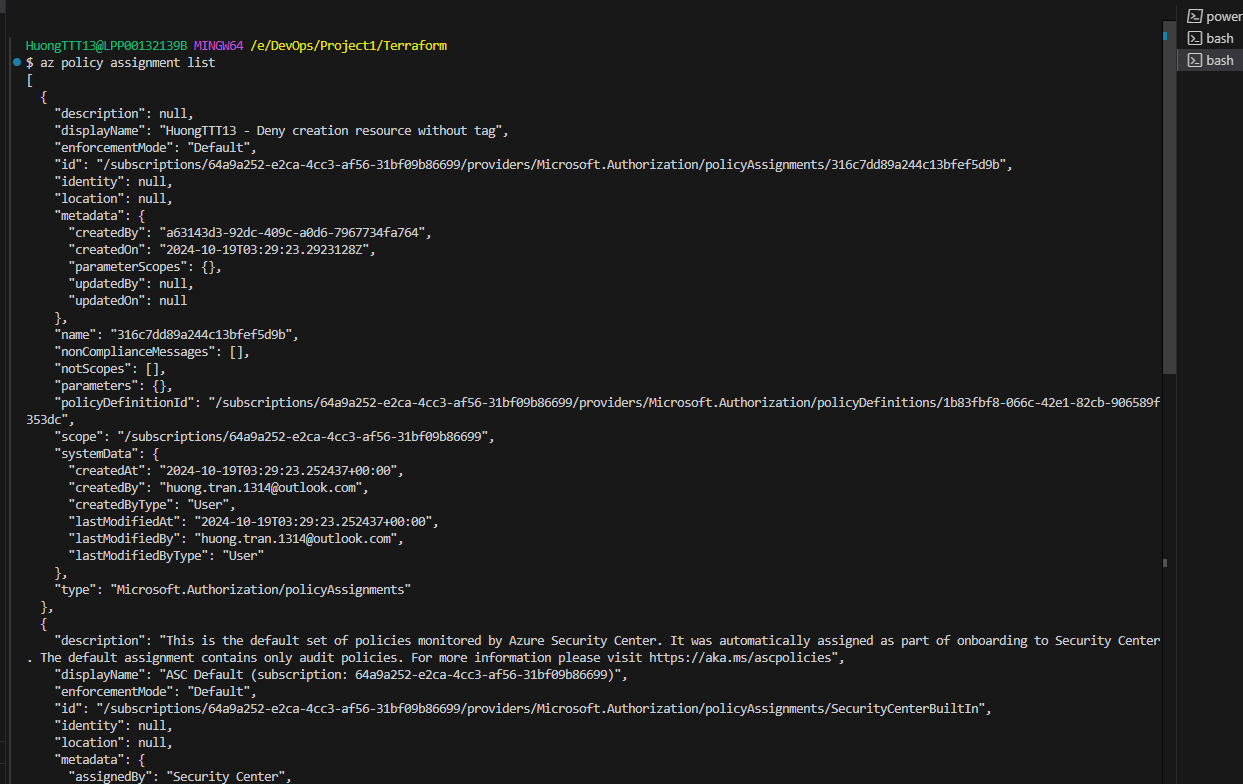 power
bash
bash
HuongTTT13@LPP00132139B MINGW64 /e/DevOps/Project1/Terraform
$ az policy assignment list
[
  {
    "description": null,
    "displayName": "HuongTTT13 - Deny creation resource without tag",
    "enforcementMode": "Default",
    "id": "/subscriptions/64a9a252-e2ca-4cc3-af56-31bf09b86699/providers/Microsoft.Authorization/policyAssignments/316c7dd89a244c13bfef5d9b",
    "identity": null,
    "location": null,
    "metadata": {
      "createdBy": "a63143d3-92dc-409c-a0d6-7967734fa764",
      "createdOn": "2024-10-19T03:29:23.2923128Z",
      "parameterScopes": {},
      "updatedBy": null,
      "updatedOn": null
    },
    "name": "316c7dd89a244c13bfef5d9b",
    "nonComplianceMessages": [],
    "notScopes": [],
    "parameters": {},
    "policyDefinitionId": "/subscriptions/64a9a252-e2ca-4cc3-af56-31bf09b86699/providers/Microsoft.Authorization/policyDefinitions/1b83fbf8-066c-42e1-82cb-906589f
353dc",
    "scope": "/subscriptions/64a9a252-e2ca-4cc3-af56-31bf09b86699",
    "systemData": {
      "createdAt": "2024-10-19T03:29:23.252437+00:00",
      "createdBy": "huong.tran.1314@outlook.com",
      "createdByType": "User",
      "lastModifiedAt": "2024-10-19T03:29:23.252437+00:00",
      "lastModifiedBy": "huong.tran.1314@outlook.com",
      "lastModifiedByType": "User"
    },
    "type": "Microsoft.Authorization/policyAssignments"
  },
  {
    "description": "This is the default set of policies monitored by Azure Security Center. It was automatically assigned as part of onboarding to Security Center
. The default assignment contains only audit policies. For more information please visit https://aka.ms/ascpolicies",
    "displayName": "ASC Default (subscription: 64a9a252-e2ca-4cc3-af56-31bf09b86699)",
    "enforcementMode": "Default",
    "id": "/subscriptions/64a9a252-e2ca-4cc3-af56-31bf09b86699/providers/Microsoft.Authorization/policyAssignments/SecurityCenterBuiltIn",
    "identity": null,
    "location": null,
    "metadata": {
      "assignedBy": "Security Center",